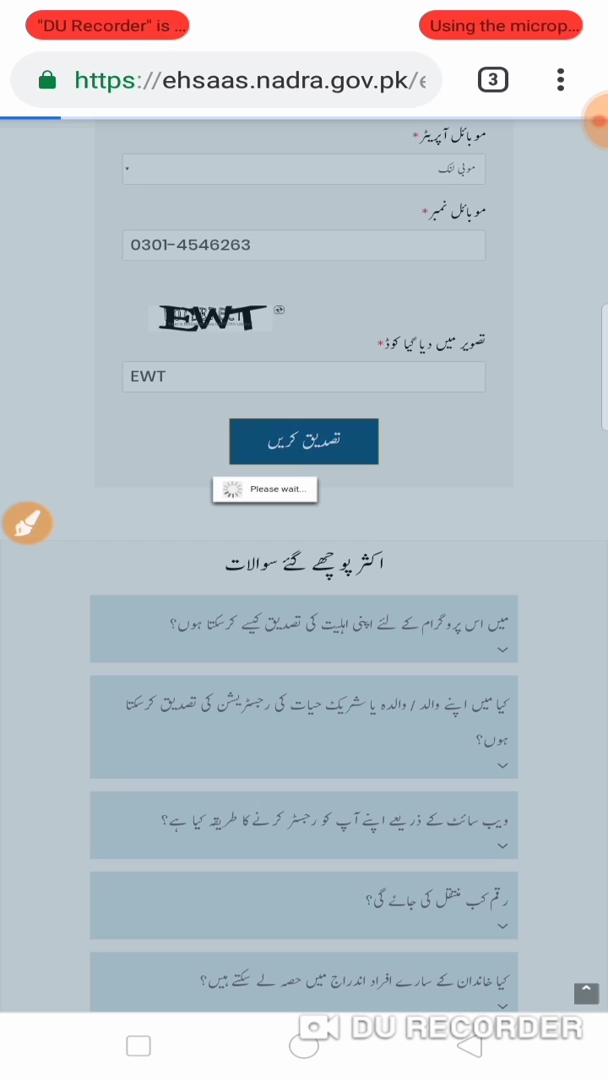 "DU Recorder" is ...
Using the microp...
https://ehsaas.nadra.gov.pk/e
3
موبائل آپریٹر*
موبی لنک
موبائل نمبر*
0301-4546263
EWT
تصویر میں دیا گیا کوڈ*
EWT
تصدیق کریں
Please wait...
اکثر پوچھے گئے سوالات
میں اس پروگرام کے لئے اپنی اہلیت کی تصدیق کیسے کرسکتا ہوں؟
کیا میں اپنے والد / والدہ یا شریک حیات کی رجسٹریشن کی تصدیق کرسکتا
ہوں؟
ویب سائٹ کے ذریعے اپنے آپ کو رجسٹر کرنے کا طریقہ کیا ہے؟
رقم کب منتقل کی جائے گی؟
کیا خاندان کے سارے افراد اندراج میں حصہ لے سکتے ہیں؟
DU RECORDER